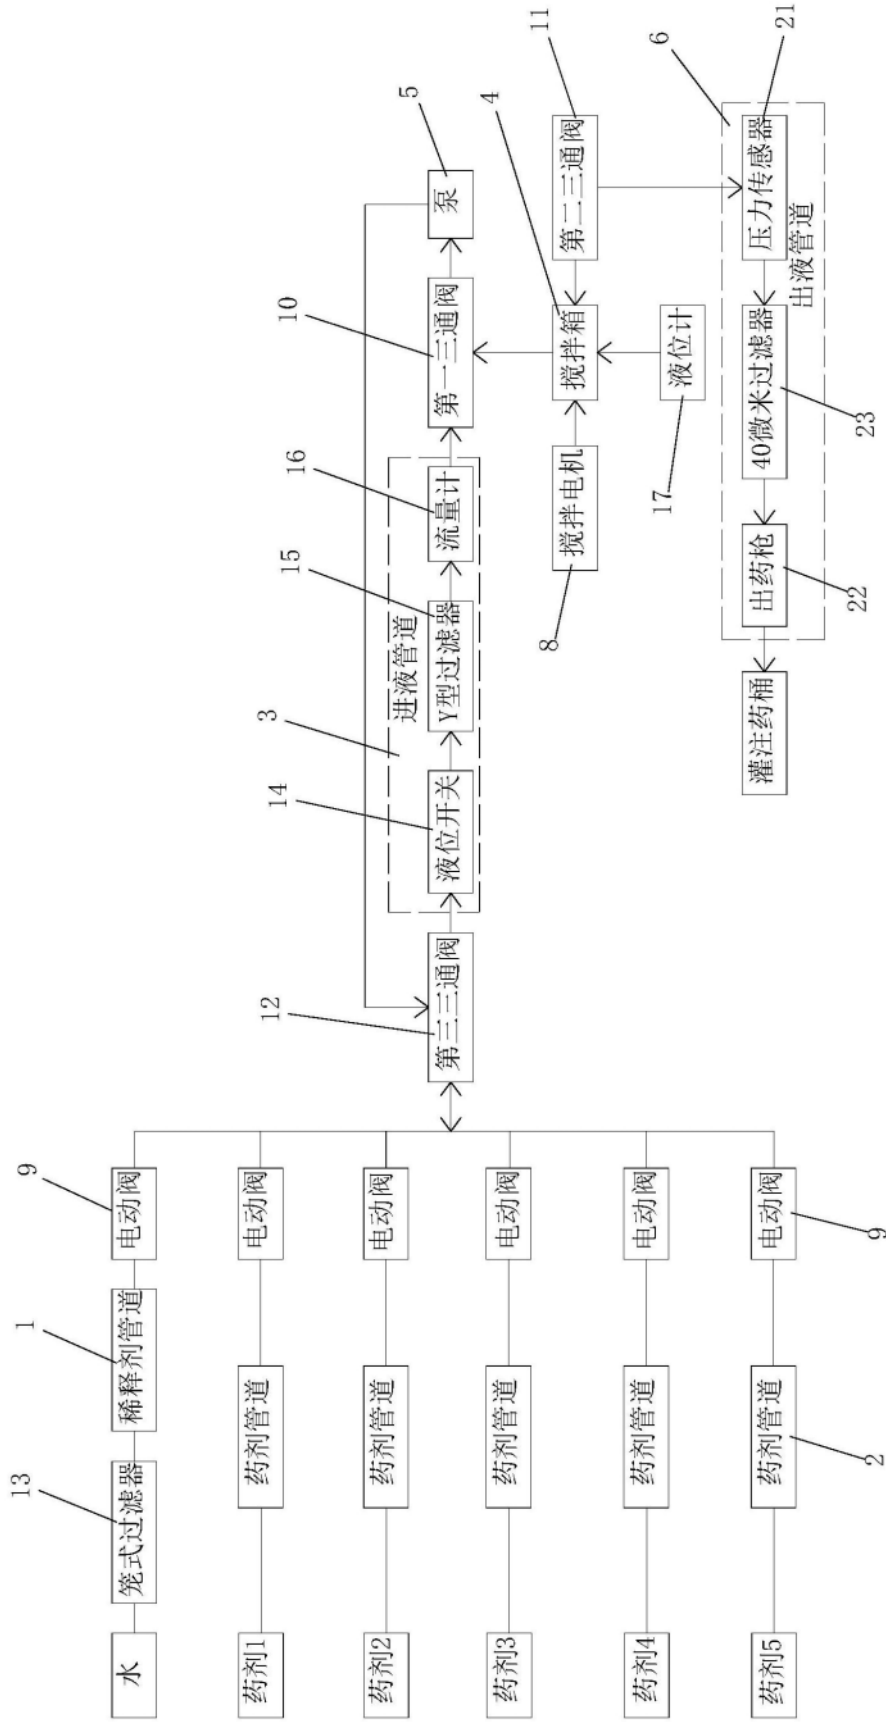 13
1
9
水
笼式过滤器
稀释剂管道
电动阀
药剂1
药剂管道
电动阀
药剂2
药剂管道
电动阀
药剂3
药剂管道
电动阀
药剂4
药剂管道
电动阀
药剂5
药剂管道
电动阀
2
9
12
14
3
15
16
10
5
进液管道
第三三通阀
液位开关
Y型过滤器
流量计
第一三通阀
泵
4
11
8
搅拌电机
搅拌箱
第二三通阀
17
液位计
6
21
灌注药桶
出药枪
40微米过滤器
压力传感器
出液管道
22
23